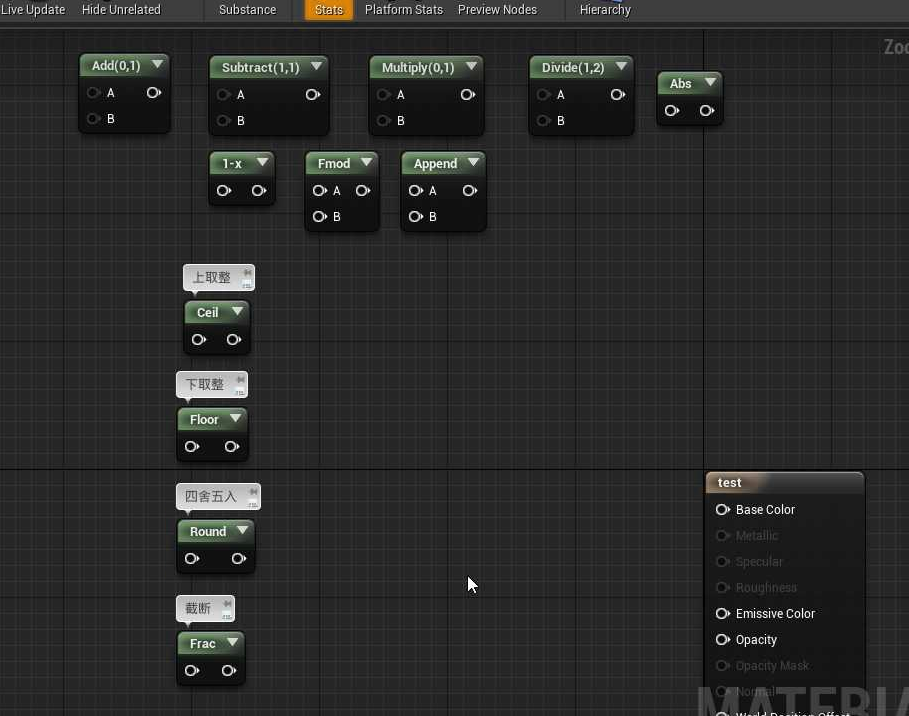 Live Update Hide Unrelated Substance Stats Platform Stats Preview Nodes Hierarchy
Zoo
Add(0,1) Subtract(1,1) Multiply(0,1) Divide(1,2) Abs
A A A A
B B B B
1-x Fmod Append
A A
B B
上取整
Ceil
下取整
Floor
四舍五入
Round
截断
Frac
test
Base Color
Metallic
Specular
Roughness
Emissive Color
Opacity
Opacity Mask
Normal
World Position Offset
MATERIA